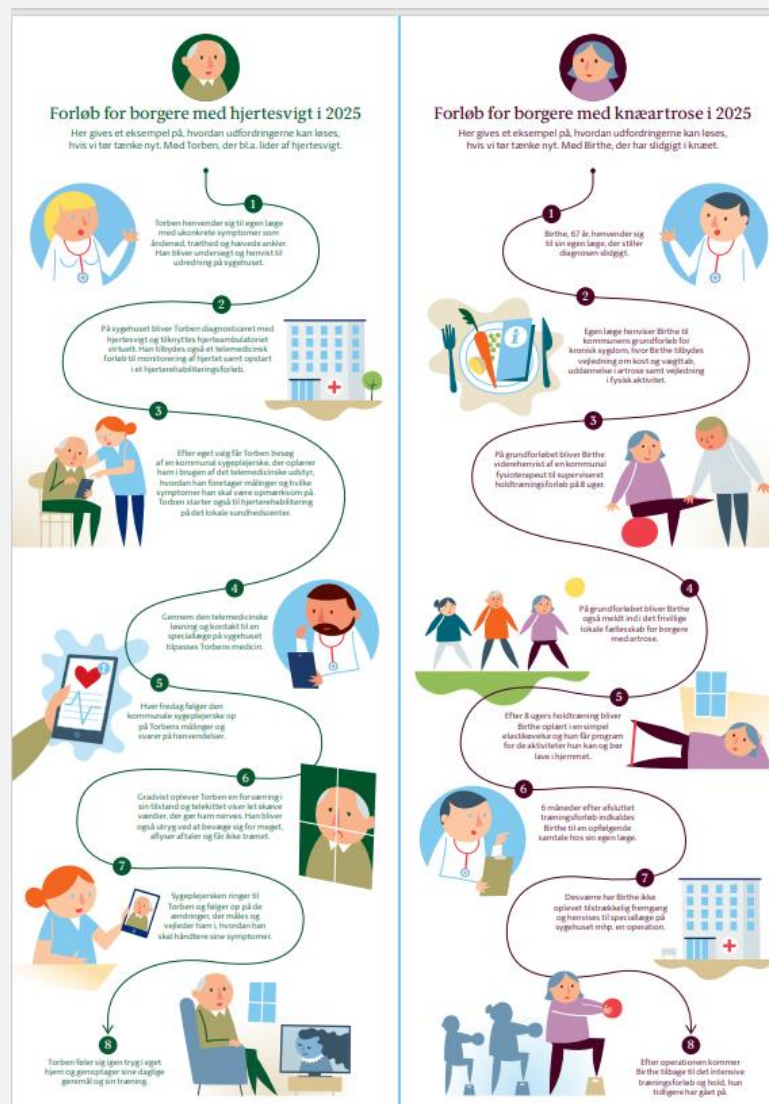 Forløb for borgere med hjertesvigt i 2025
Her gives et eksempel på, hvordan udfordringerne kan løses,
hvis vi tør tænke nyt. Mød Torben, der bl.a. lider af hjertesvigt.
1
Torben henvender sig til egen læge
med ukonkrete symptomer som
åndenød, træthed og hævede ankler.
Han bliver undersøgt og henvist til
udredning på sygehuset.
2
På sygehuset bliver Torben diagnosticeret med
hjertesvigt og tilknyttes hjerteambulatoriet
virtuelt. Han tilbydes også et telemedicinsk
forløb til monitorering af hjertet samt opstart
i et hjerterehabiliteringsforløb.
3
Efter eget valg får Torben besøg
af en kommunal sygeplejerske, der oplærer
ham i brugen af det telemedicinske udstyr,
hvordan han foretager målinger og hvilke
symptomer han skal være opmærksom på.
Torben starter også til hjerterehabilitering
på det lokale sundhedscenter.
4
Gennem den telemedicinske
løsning og kontakt til en
speciallæge på sygehuset
tilpasses Torbens medicin.
5
Hver fredag følger den
kommunale sygeplejerske op
på Torbens målinger og
svarer på henvendelser.
6
Gradvist oplever Torben en forværring i
sin tilstand og telekittet viser let skæve
værdier, der gør ham nervøs. Han bliver
også utryg ved at bevæge sig for meget,
aflyser aftaler og får ikke trænet.
7
Sygeplejersken ringer til
Torben og følger op på de
ændringer, der måles og
vejleder ham i, hvordan han
skal håndtere sine symptomer.
8
Torben føler sig igen tryg i eget
hjem og genoptager sine daglige
gøremål og sin træning.
Forløb for borgere med knæartrose i 2025
Her gives et eksempel på, hvordan udfordringerne kan løses,
hvis vi tør tænke nyt. Mød Birthe, der har slidgigt i knæet.
1
Birthe, 67 år, henvender sig
til sin egen læge, der stiller
diagnosen slidgigt.
2
Egen læge henviser Birthe til
kommunens grundforløb for
kronisk sygdom, hvor Birthe tilbydes
vejledning om kost og vægttab,
uddannelse i artrose samt vejledning
i fysisk aktivitet.
3
På grundforløbet bliver Birthe
viderehenvist af en kommunal
fysioterapeut til superviseret
holdtræningsforløb på 8 uger.
4
På grundforløbet bliver Birthe
også meldt ind i det frivillige
lokale fællesskab for borgere
med artrose.
5
Efter 8 ugers holdtræning bliver
Birthe oplært i en simpel
elastikøvelse og hun får program
for de aktiviteter hun kan og bør
lave i hjemmet.
6
6 måneder efter afsluttet
træningsforløb indkaldes
Birthe til en opfølgende
samtale hos sin egen læge.
7
Desværre har Birthe ikke
oplevet tilstrækkelig fremgang
og henvises til speciallæge på
sygehuset mhp. en operation.
8
Efter operationen kommer
Birthe tilbage til det intensive
træningsforløb og hold, hun
tidligere har gået på.